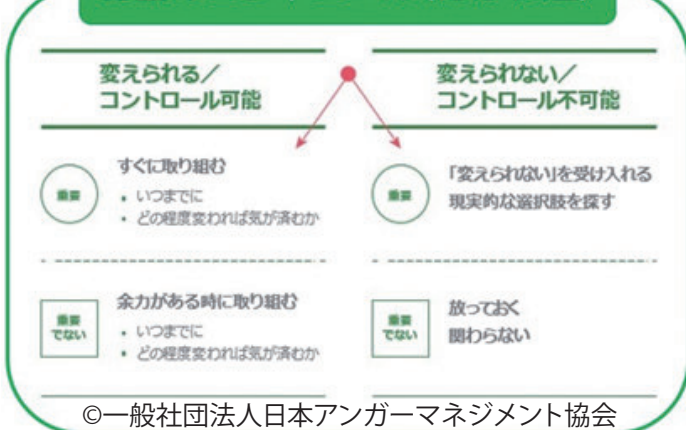 変えられる／
コントロール可能
変えられない／
コントロール不可能
重要
すぐに取り組む
• いつまでに
• どの程度変われば気が済むか
重要
「変えられない」を受け入れる
現実的な選択肢を探す
重要
でない
余力がある時に取り組む
• いつまでに
• どの程度変われば気が済むか
重要
でない
放っておく
関わらない
©一般社団法人日本アンガーマネジメント協会